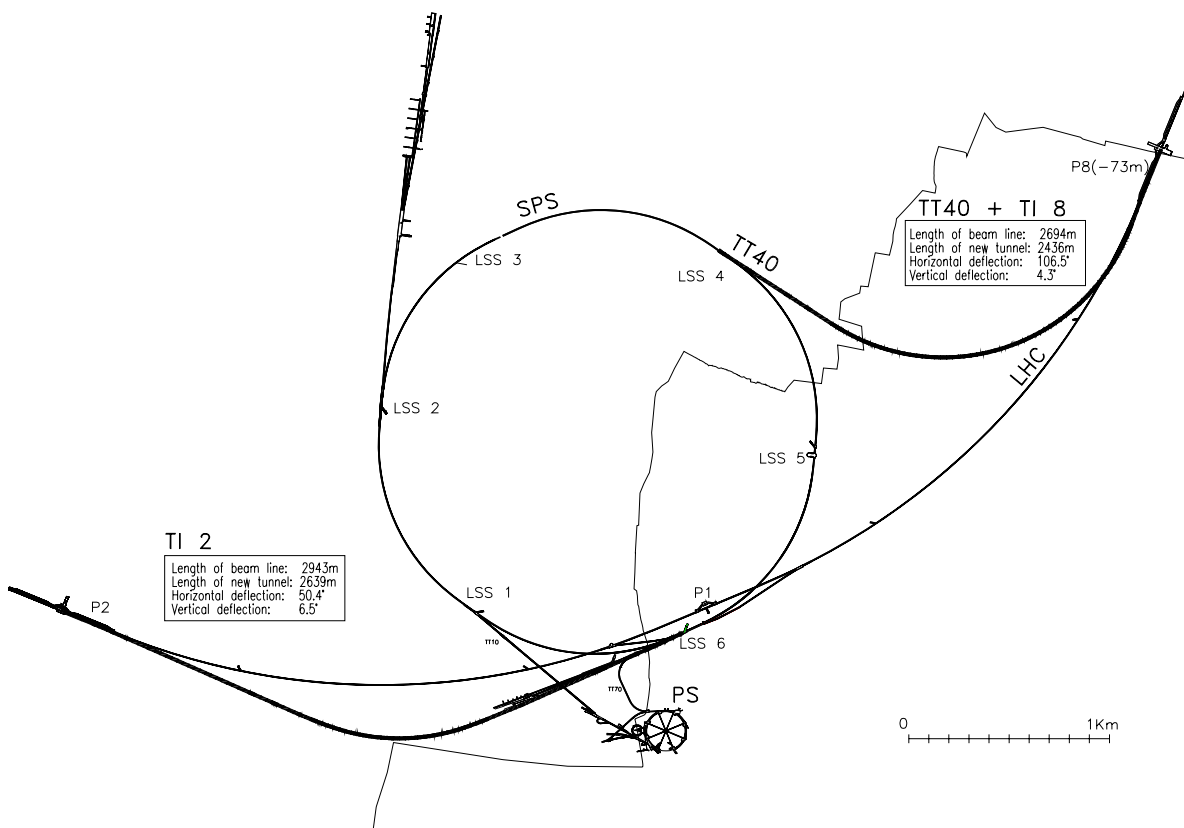 SPS
P8(-73m)
TT40 + TI 8
Length of beam line: 2694m
Length of new tunnel: 2436m
Horizontal deflection: 106.5°
Vertical deflection: 4.3°
TT40
LSS 3
LSS 4
LHC
LSS 2
LSS 5
TI 2
Length of beam line: 2943m
Length of new tunnel: 2639m
Horizontal deflection: 50.4°
Vertical deflection: 6.5°
LSS 1
P1
P2
TT10
LSS 6
TT70
PS
0 1Km